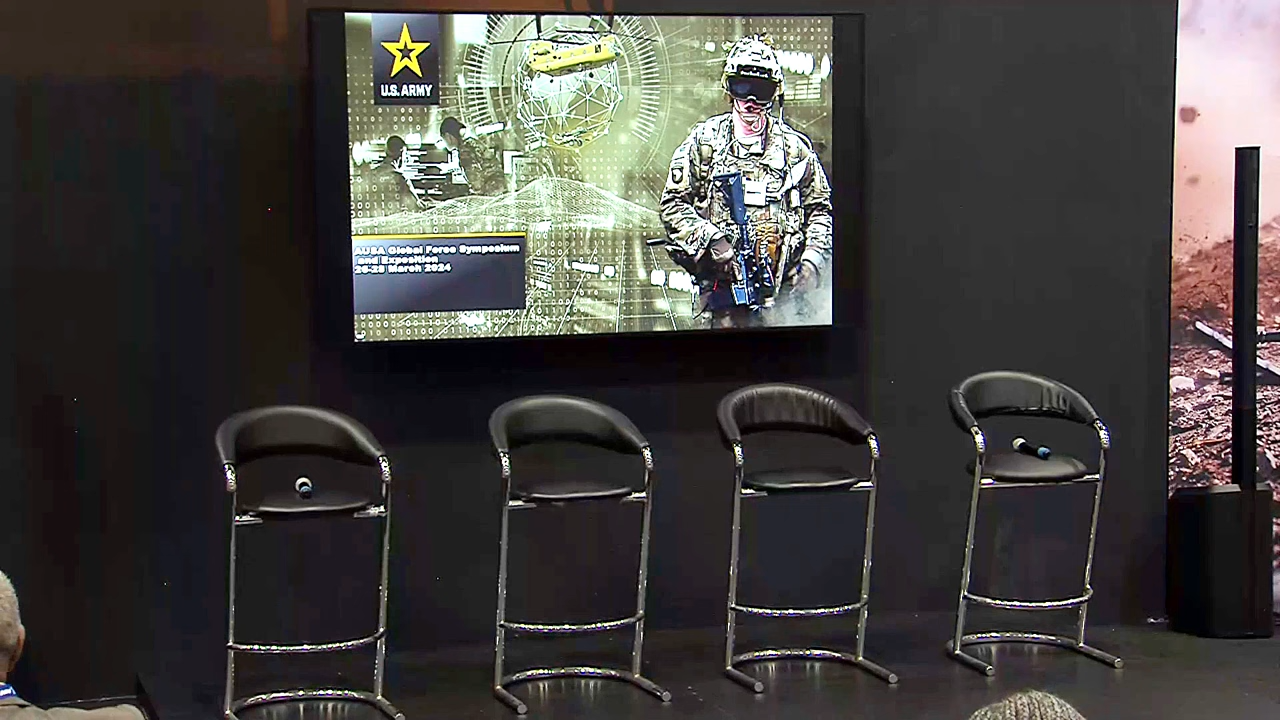 U.S. ARMY
AUSA Global Force Symposium
and Exposition
26-28 March 2024